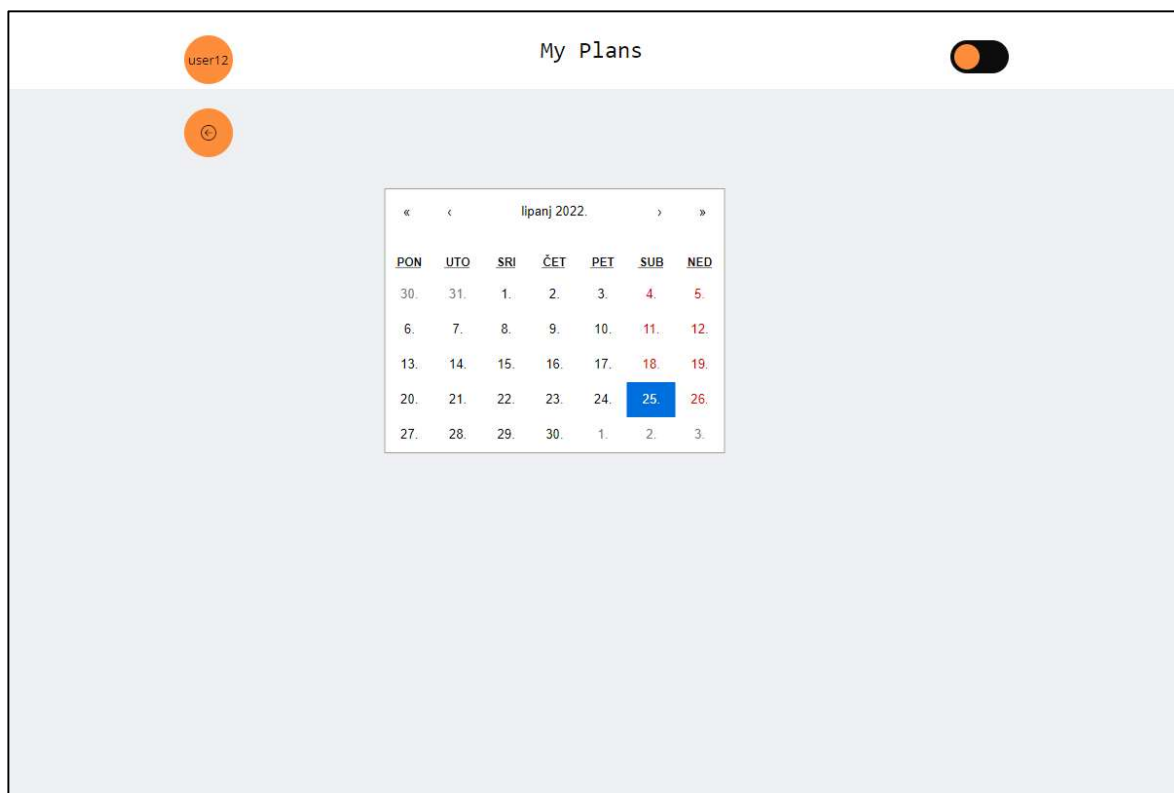 user12 My Plans
« ‹ lipanj 2022. › »
PON UTO SRI ČET PET SUB NED
30. 31. 1. 2. 3. 4. 5.
6. 7. 8. 9. 10. 11. 12.
13. 14. 15. 16. 17. 18. 19.
20. 21. 22. 23. 24. 25. 26.
27. 28. 29. 30. 1. 2. 3.